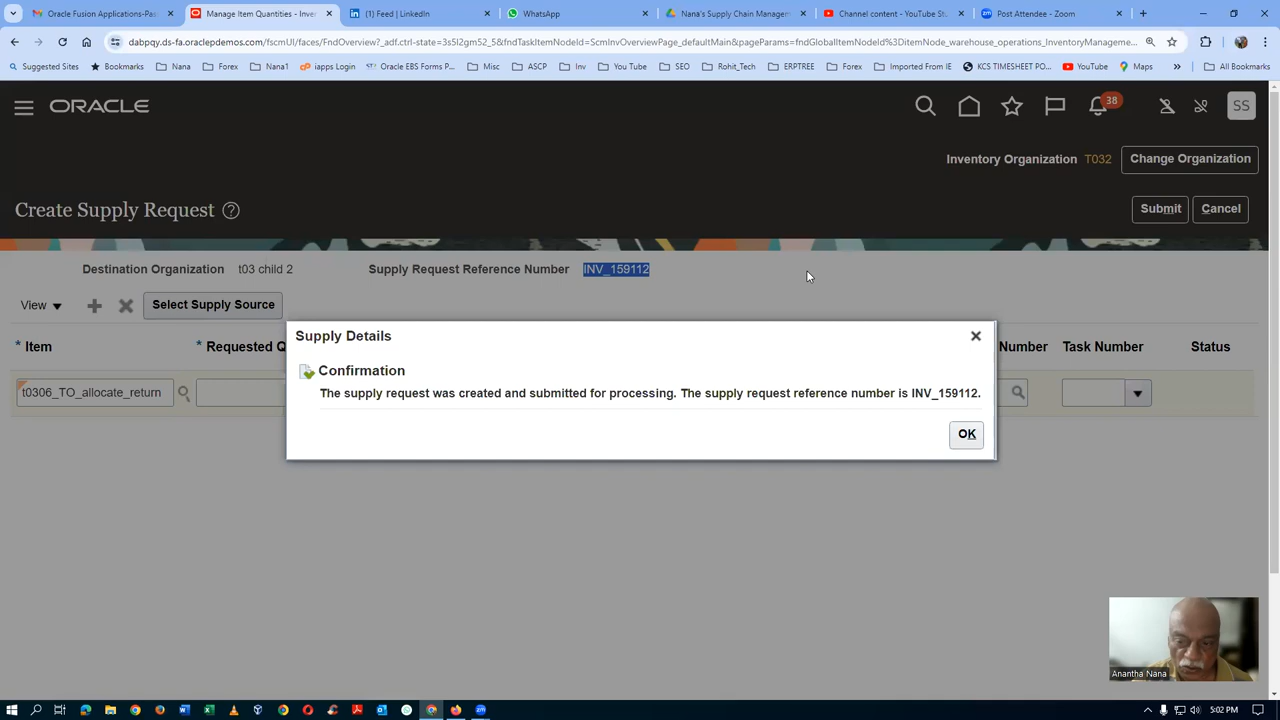 Oracle Fusion Applications-Pas
Manage Item Quantities - Inven
(1) Feed | LinkedIn
WhatsApp
Nana's Supply Chain Managem
Channel content - YouTube Stu
Post Attendee - Zoom
dabpqy.ds-fa.oraclepdemos.com/fscmUI/faces/FndOverview?_adf.ctrl-state=3s5l2gm52_5&fndTaskItemNodeId=ScmInvOverviewPage_defaultMain&pageParams=fndGlobalItemNodeId%3DitemNode_warehouse_operations_InventoryManageme...
Suggested Sites
Bookmarks
Nana
Forex
Nana1
iapps Login
Oracle EBS Forms P...
Misc
ASCP
Inv
You Tube
SEO
Rohit_Tech
ERPTREE
Forex
Imported From IE
KCS TIMESHEET PO...
YouTube
Maps
All Bookmarks
ORACLE
38
SS
Inventory Organization T032
Change Organization
Create Supply Request
Submit
Cancel
Destination Organization t03 child 2
Supply Request Reference Number INV_159112
View
Select Supply Source
* Item
* Requested Q
Number
Task Number
Status
t0306_TO_allocate_return
Supply Details
Confirmation
The supply request was created and submitted for processing. The supply request reference number is INV_159112.
OK
Anantha Nana
5:02 PM